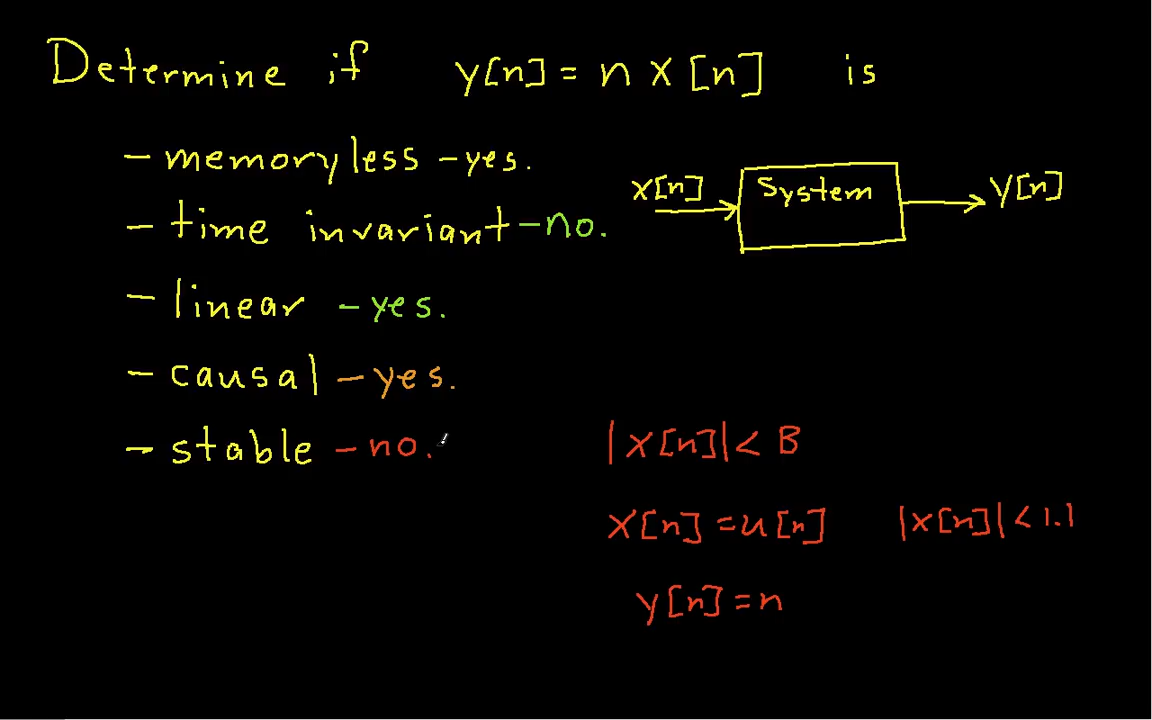 Determine if y[n] = n x[n] is
- memoryless - yes.
x[n] System y[n]
- time invariant - no.
- linear - yes.
- causal - yes.
- stable - no.
|x[n]| < B
x[n] = u[n] |x[n]| < 1.1
y[n] = n